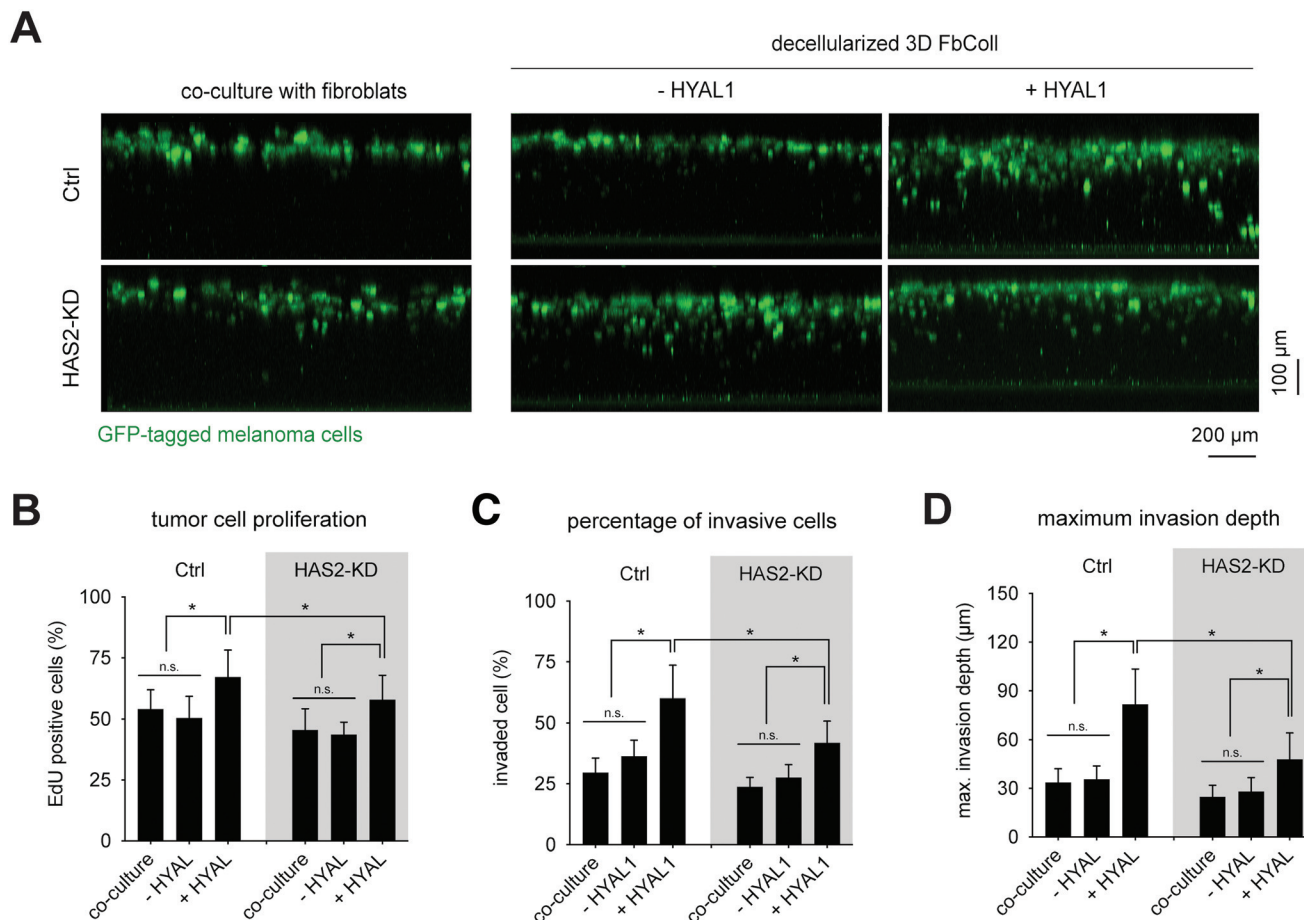 A
decellularized 3D FbColl
co-culture with fibroblats
- HYAL1
+ HYAL1
Ctrl
HAS2-KD
100 µm
GFP-tagged melanoma cells
200 µm
B
tumor cell proliferation
Ctrl
HAS2-KD
EdU positive cells (%)
100
75
50
25
0
*
*
*
n.s.
n.s.
co-culture
- HYAL
+ HYAL
co-culture
- HYAL
+ HYAL
C
percentage of invasive cells
Ctrl
HAS2-KD
invaded cell (%)
100
75
50
25
0
*
*
*
n.s.
n.s.
co-culture
- HYAL1
+ HYAL1
co-culture
- HYAL1
+ HYAL1
D
maximum invasion depth
Ctrl
HAS2-KD
max. invasion depth (µm)
150
120
90
60
30
0
*
*
*
n.s.
n.s.
co-culture
- HYAL
+ HYAL
co-culture
- HYAL
+ HYAL